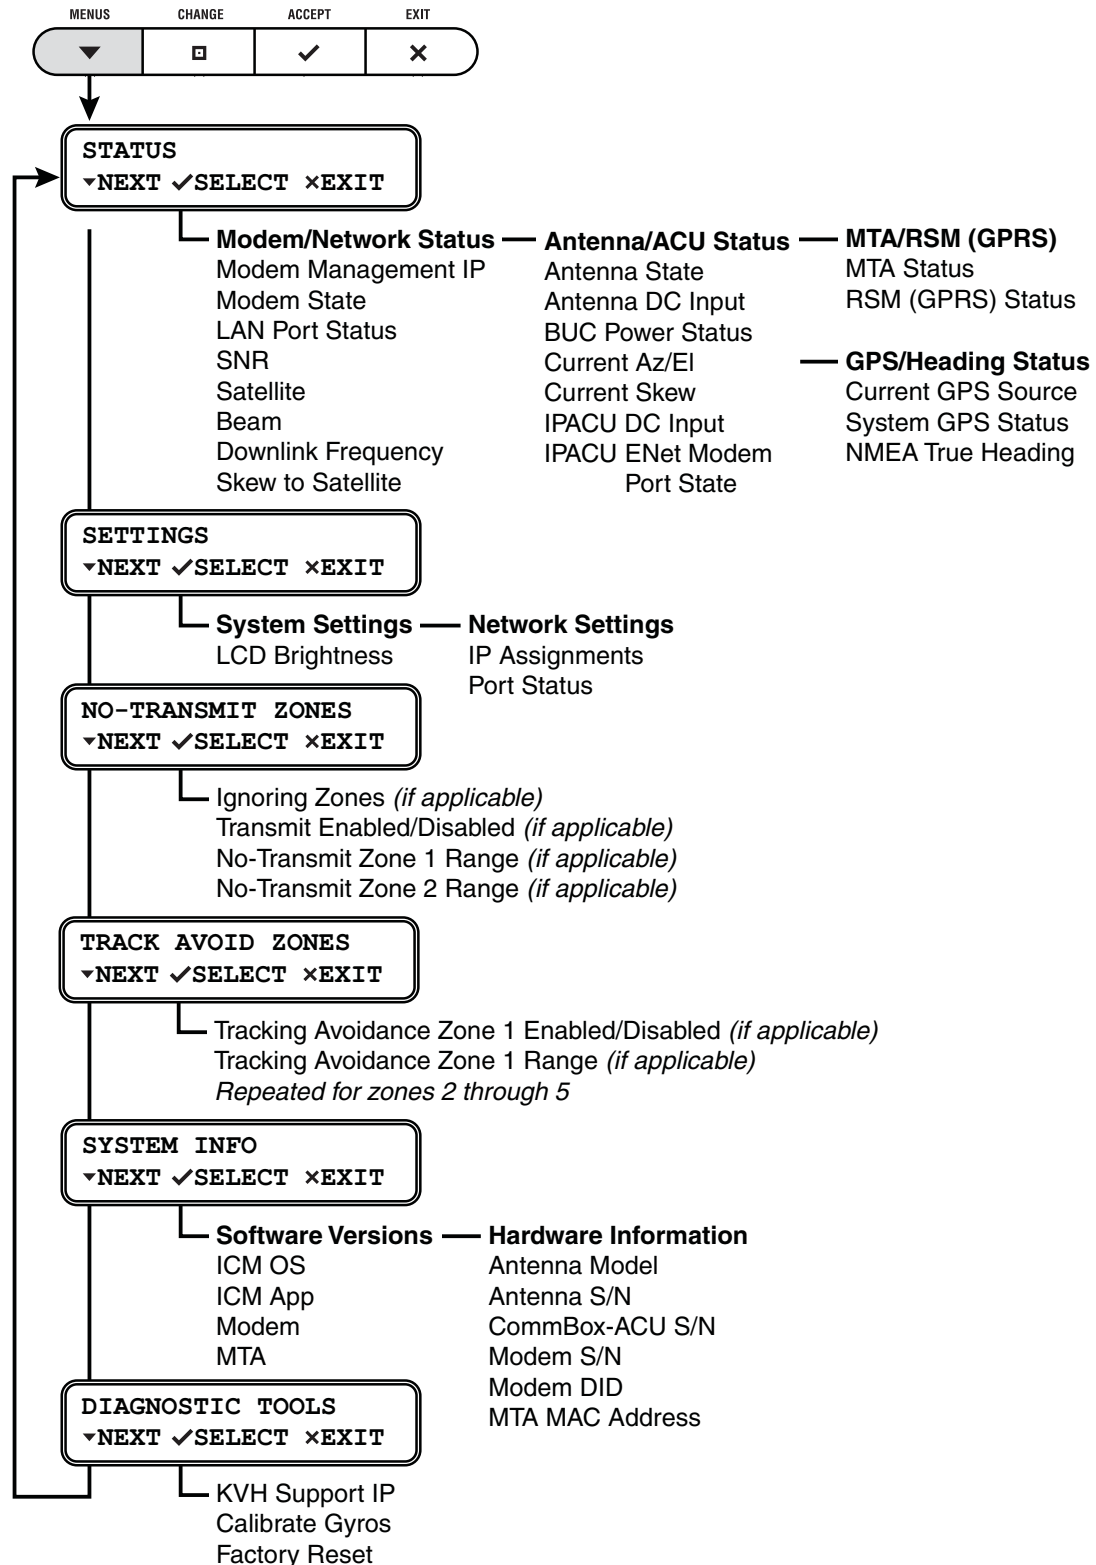 MENUS CHANGE ACCEPT EXIT
STATUS
NEXT SELECT EXIT
Modem/Network Status
Modem Management IP
Modem State
LAN Port Status
SNR
Satellite
Beam
Downlink Frequency
Skew to Satellite
Antenna/ACU Status
Antenna State
Antenna DC Input
BUC Power Status
Current Az/El
Current Skew
IPACU DC Input
IPACU ENet Modem
Port State
MTA/RSM (GPRS)
MTA Status
RSM (GPRS) Status
GPS/Heading Status
Current GPS Source
System GPS Status
NMEA True Heading
SETTINGS
NEXT SELECT EXIT
System Settings
LCD Brightness
Network Settings
IP Assignments
Port Status
NO-TRANSMIT ZONES
NEXT SELECT EXIT
Ignoring Zones (if applicable)
Transmit Enabled/Disabled (if applicable)
No-Transmit Zone 1 Range (if applicable)
No-Transmit Zone 2 Range (if applicable)
TRACK AVOID ZONES
NEXT SELECT EXIT
Tracking Avoidance Zone 1 Enabled/Disabled (if applicable)
Tracking Avoidance Zone 1 Range (if applicable)
Repeated for zones 2 through 5
SYSTEM INFO
NEXT SELECT EXIT
Software Versions
ICM OS
ICM App
Modem
MTA
Hardware Information
Antenna Model
Antenna S/N
CommBox-ACU S/N
Modem S/N
Modem DID
MTA MAC Address
DIAGNOSTIC TOOLS
NEXT SELECT EXIT
KVH Support IP
Calibrate Gyros
Factory Reset